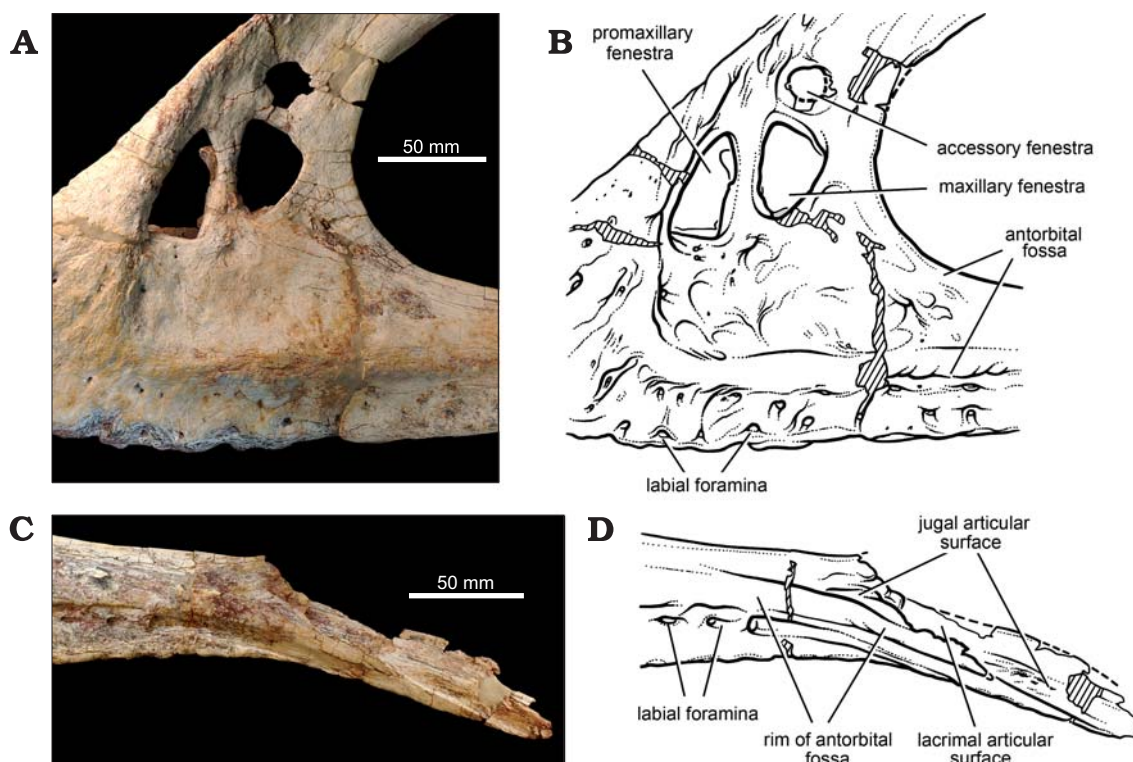 A
50 mm
B
promaxillary
fenestra
accessory fenestra
maxillary fenestra
antorbital
fossa
labial foramina
C
50 mm
D
jugal articular
surface
labial foramina
rim of antorbital
fossa
lacrimal articular
surface